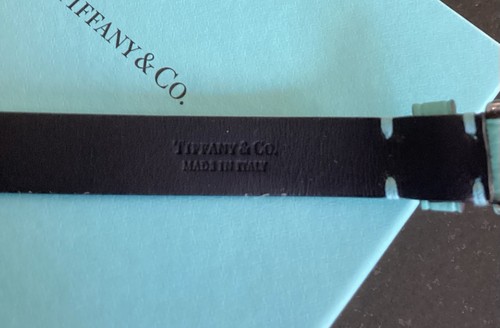 TIFFANY & CO.
TIFFANY & CO.
MADE IN ITALY